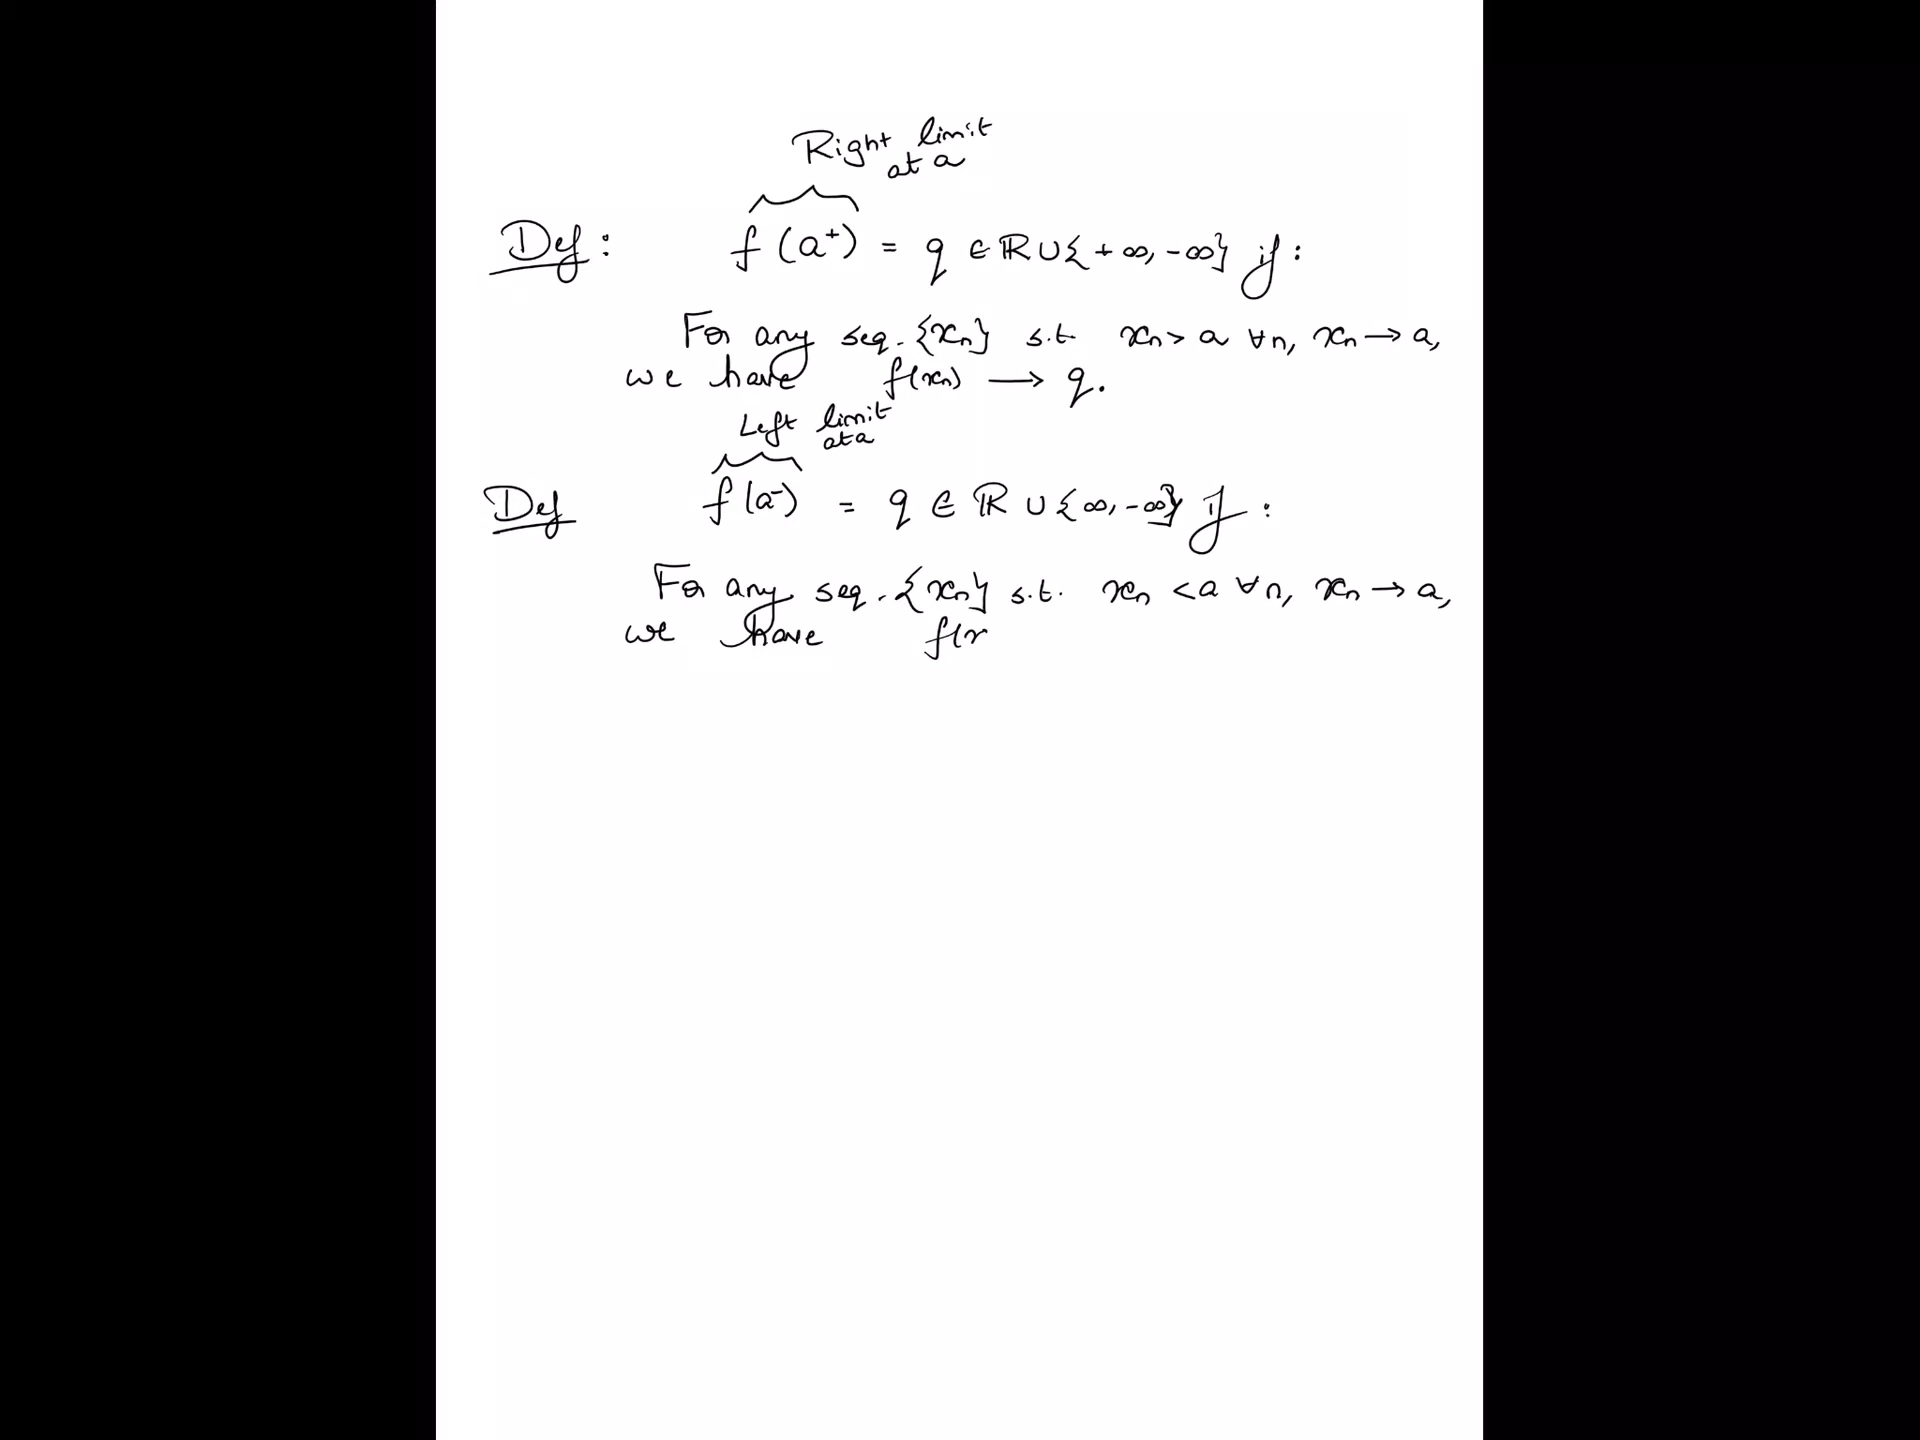 Right limit
at a
Def: f(a⁺) = q ∈ ℝ ∪ {+∞, -∞} if:
For any seq. {xₙ} s.t. xₙ > a ∀n, xₙ → a,
we have f(xₙ) ⟶ q.
Left limit
at a
Def f(a⁻) = q ∈ ℝ ∪ {∞, -∞} if:
For any seq. {xₙ} s.t. xₙ < a ∀n, xₙ → a,
we have f(x